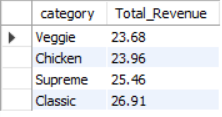 category Total_Revenue
Veggie 23.68
Chicken 23.96
Supreme 25.46
Classic 26.91